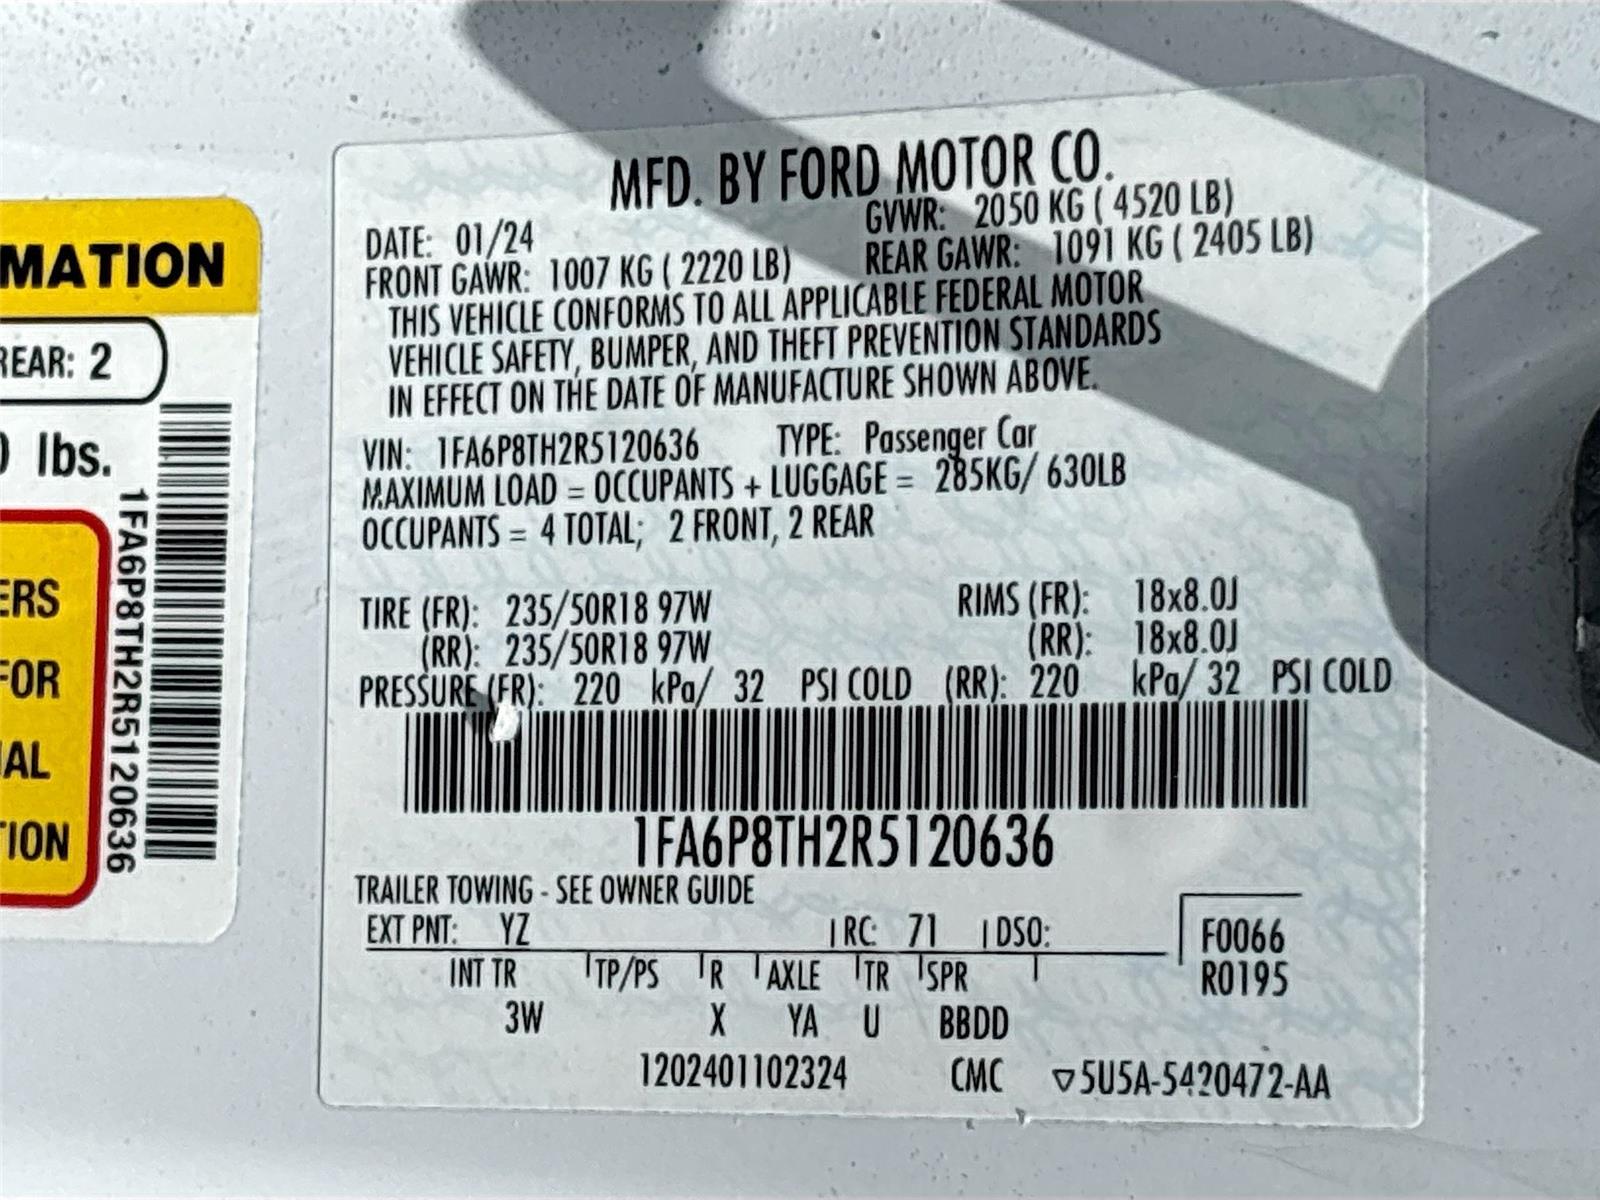 MATION
REAR: 2
lbs.
ERS
FOR
IAL
TION
1FA6P8TH2R5120636
MFD. BY FORD MOTOR CO.
DATE: 01/24 GVWR: 2050 KG ( 4520 LB)
FRONT GAWR: 1007 KG ( 2220 LB) REAR GAWR: 1091 KG ( 2405 LB)
THIS VEHICLE CONFORMS TO ALL APPLICABLE FEDERAL MOTOR
VEHICLE SAFETY, BUMPER, AND THEFT PREVENTION STANDARDS
IN EFFECT ON THE DATE OF MANUFACTURE SHOWN ABOVE.
VIN: 1FA6P8TH2R5120636 TYPE: Passenger Car
MAXIMUM LOAD = OCCUPANTS + LUGGAGE = 285KG/ 630LB
OCCUPANTS = 4 TOTAL; 2 FRONT, 2 REAR
TIRE (FR): 235/50R18 97W RIMS (FR): 18x8.0J
(RR): 235/50R18 97W (RR): 18x8.0J
PRESSURE (FR): 220 kPa/ 32 PSI COLD (RR): 220 kPa/ 32 PSI COLD
1FA6P8TH2R5120636
TRAILER TOWING - SEE OWNER GUIDE
EXT PNT: YZ RC: 71 DSO: F0066
INT TR TP/PS R AXLE TR SPR R0195
3W X YA U BBDD
1202401102324 CMC ▽5U5A-5420472-AA